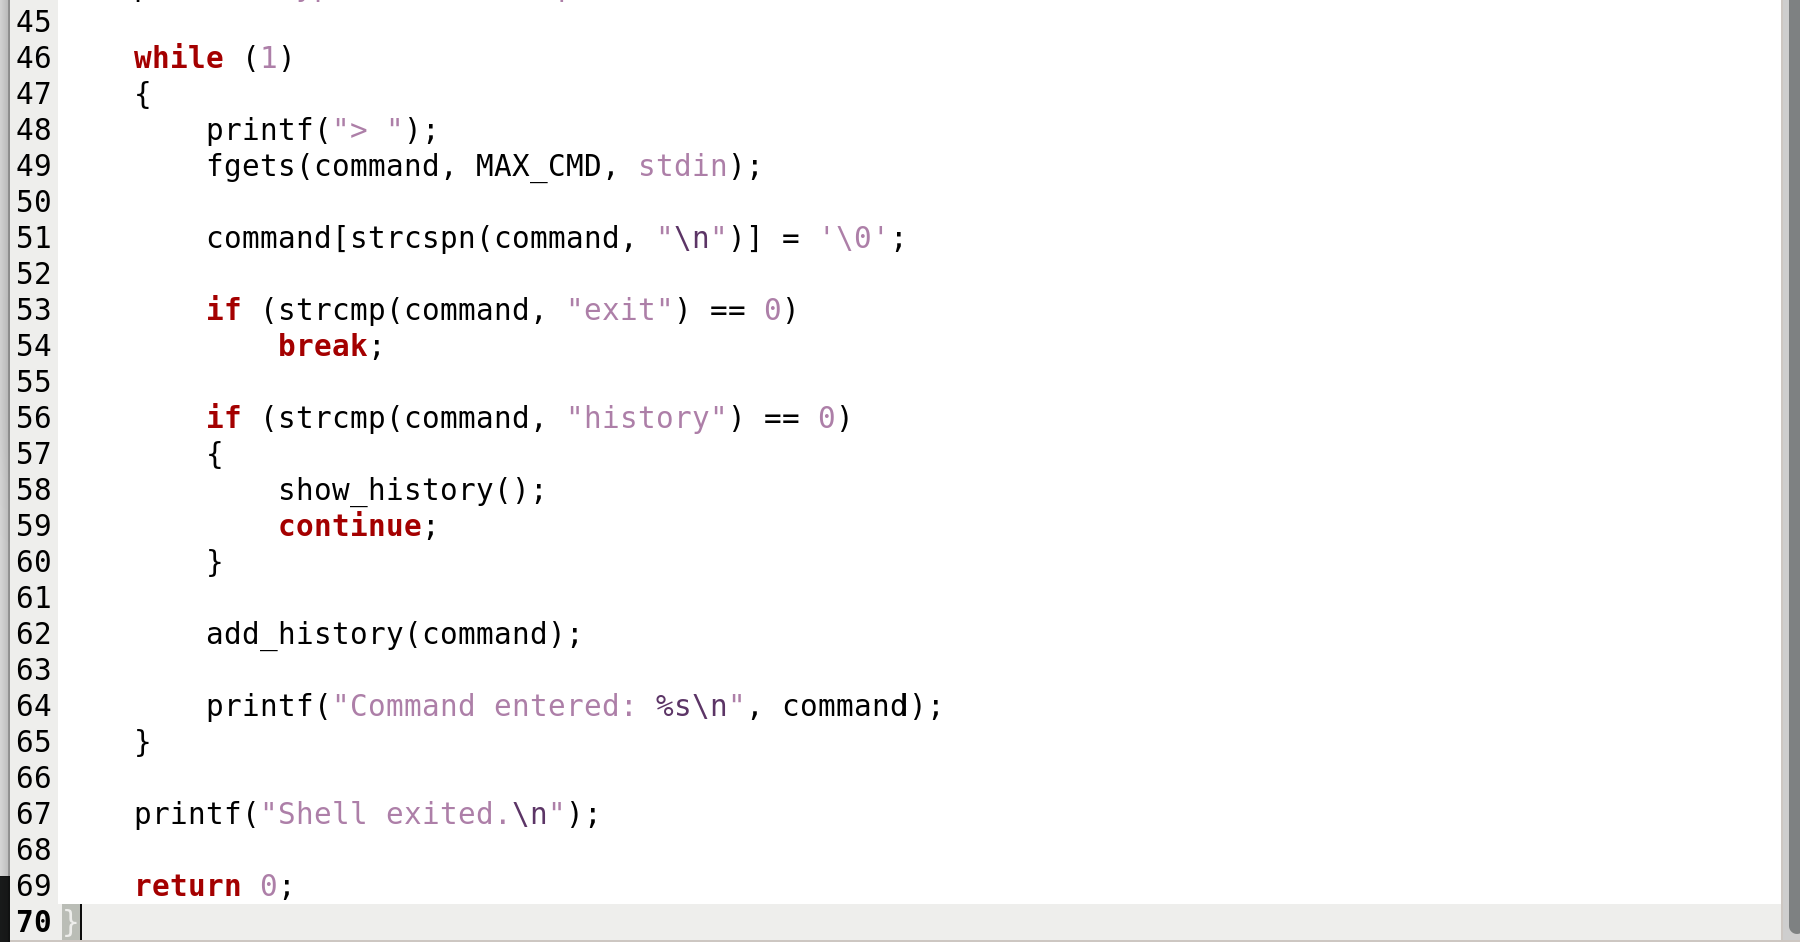 45
46     while (1)
47     {
48         printf("> ");
49         fgets(command, MAX_CMD, stdin);
50
51         command[strcspn(command, "\n")] = '\0';
52
53         if (strcmp(command, "exit") == 0)
54             break;
55
56         if (strcmp(command, "history") == 0)
57         {
58             show_history();
59             continue;
60         }
61
62         add_history(command);
63
64         printf("Command entered: %s\n", command);
65     }
66
67     printf("Shell exited.\n");
68
69     return 0;
70 }